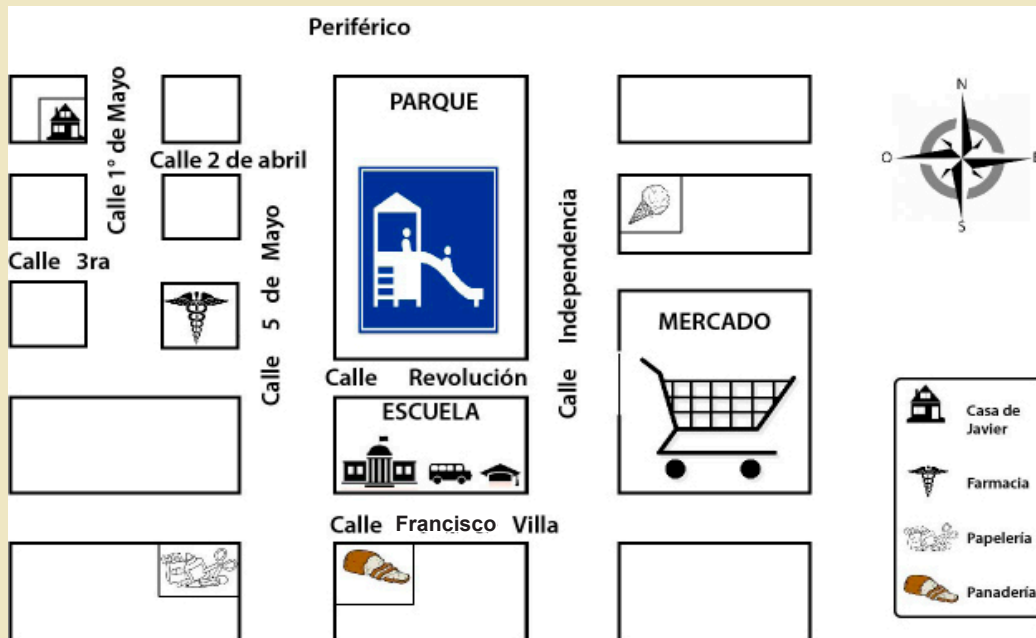 Periférico
PARQUE
Calle 1° de Mayo
Calle 2 de abril
Calle 3ra
Calle 5 de Mayo
Calle Independencia
MERCADO
Calle Revolución
ESCUELA
Calle Francisco Villa
N
O
E
S
Casa de
Javier
Farmacia
Papelería
Panadería